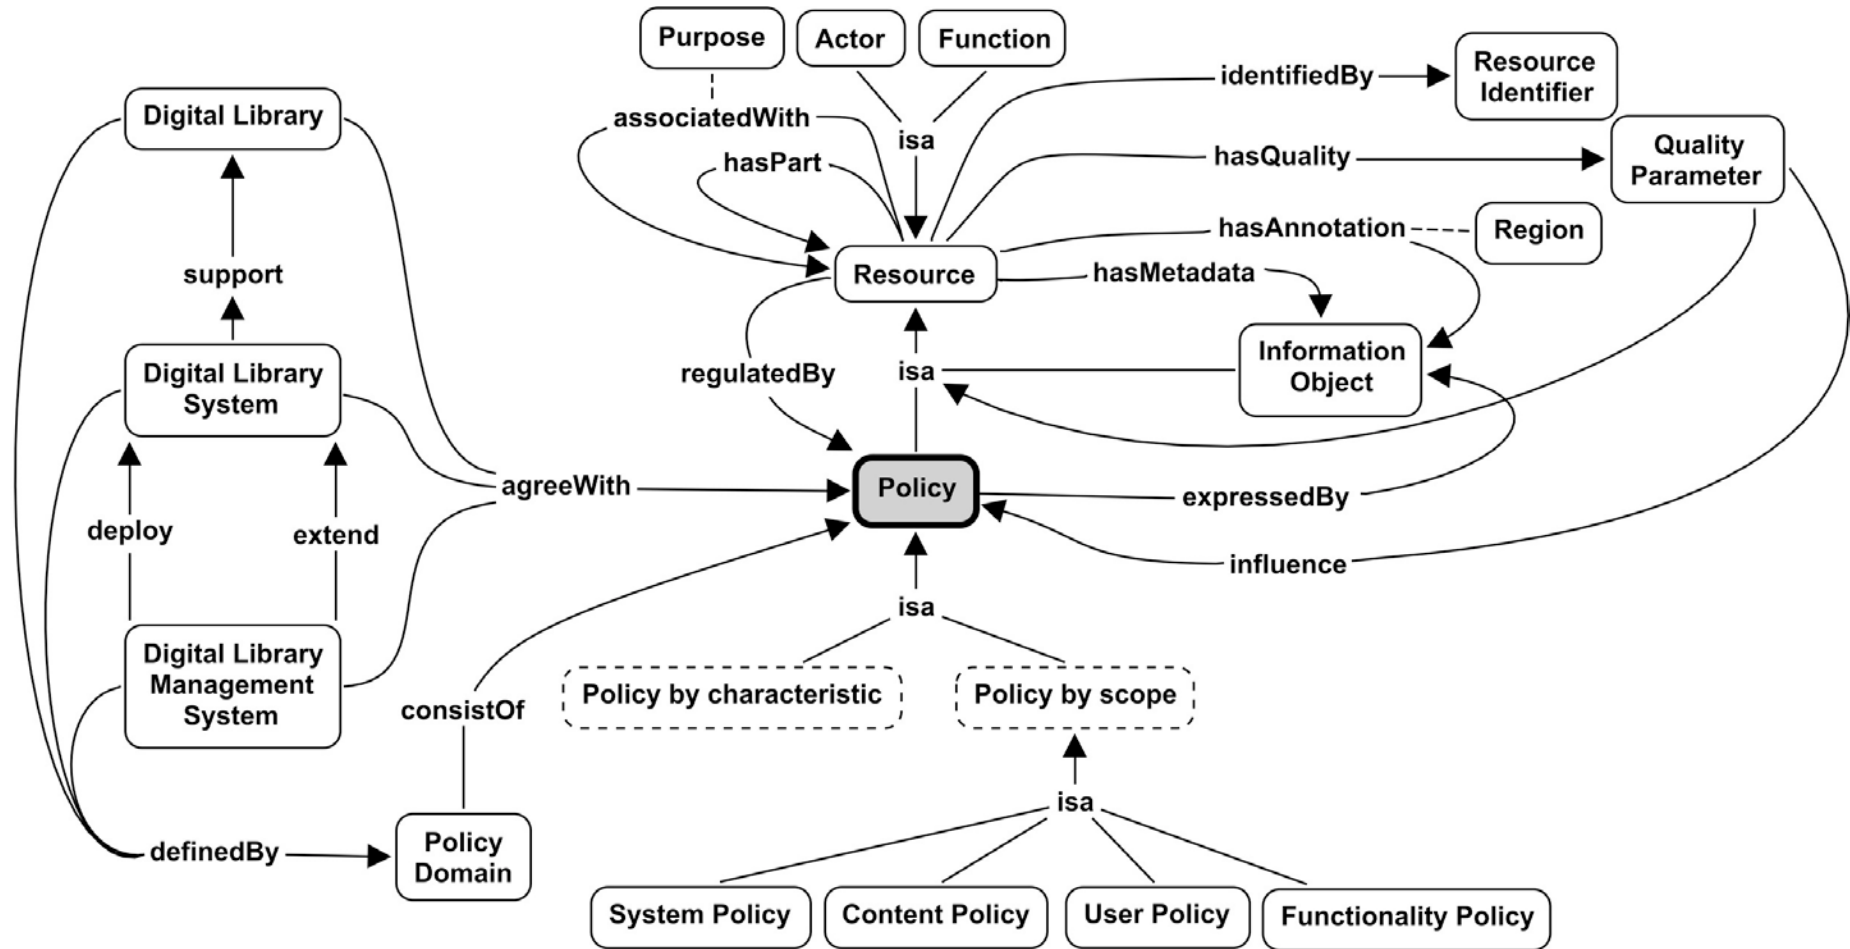 Purpose
Actor
Function
identifiedBy
Resource
Identifier
Digital Library
associatedWith
isa
hasPart
hasQuality
Quality
Parameter
hasAnnotation
Region
support
Resource
hasMetadata
Digital Library
System
regulatedBy
isa
Information
Object
agreeWith
Policy
expressedBy
deploy
extend
influence
isa
Digital Library
Management
System
consistOf
Policy by characteristic
Policy by scope
isa
definedBy
Policy
Domain
System Policy
Content Policy
User Policy
Functionality Policy